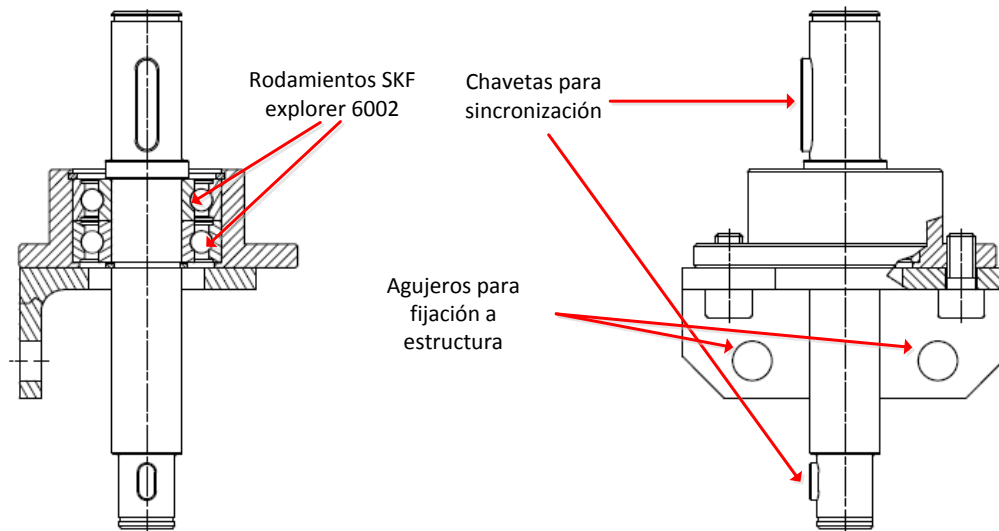 Rodamientos SKF
explorer 6002
Chavetas para
sincronización
Agujeros para
fijación a
estructura